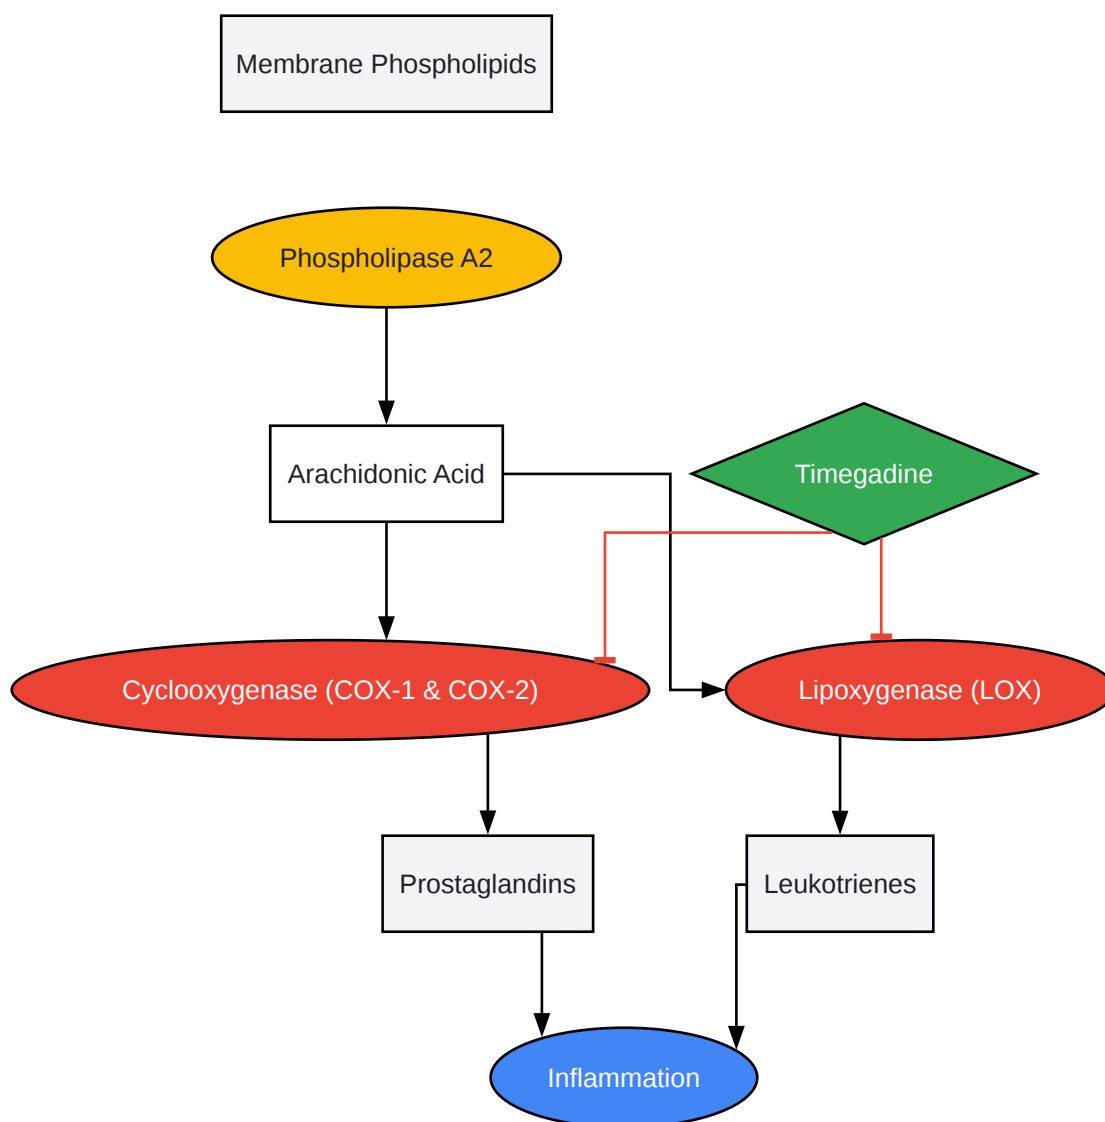 Membrane Phospholipids
Phospholipase A2
Arachidonic Acid
Timegadine
Cyclooxygenase (COX-1 & COX-2)
Lipoxygenase (LOX)
Prostaglandins
Leukotrienes
Inflammation